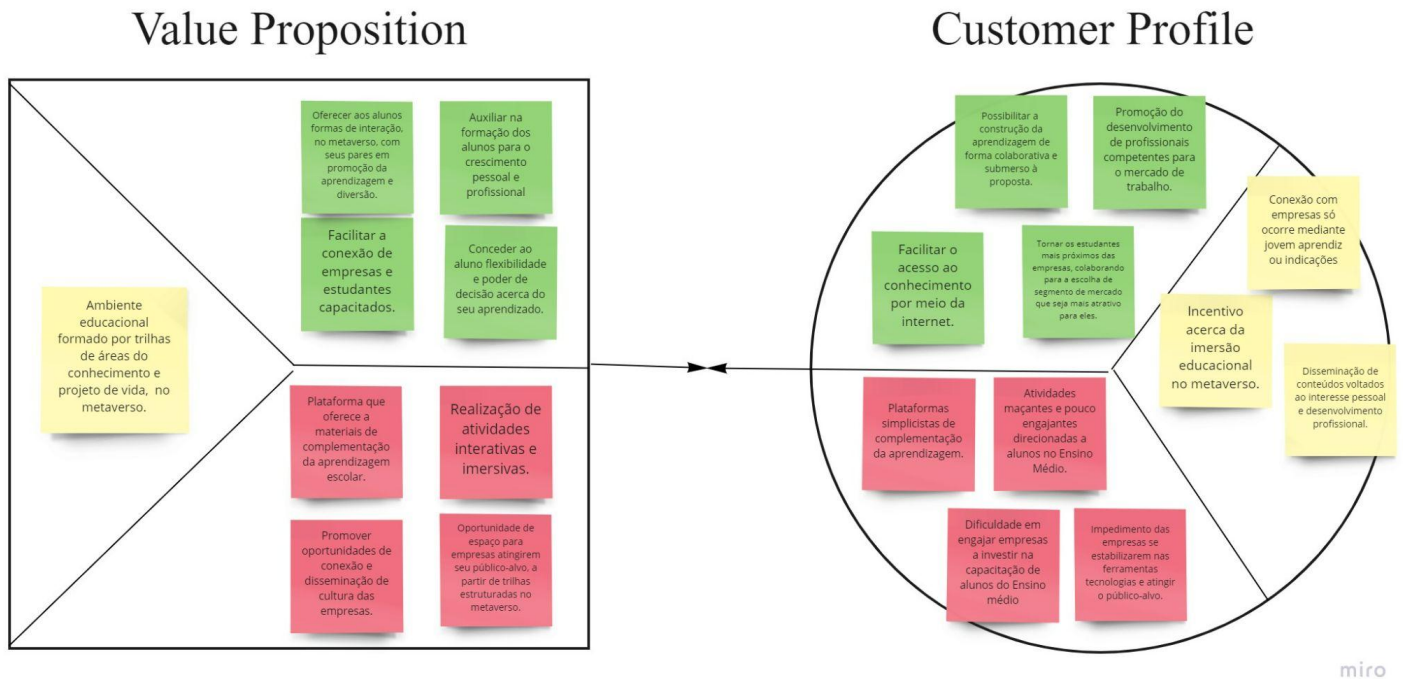 Value Proposition
Customer Profile
Oferecer aos alunos
formas de interação,
no metaverso, com
seus pares em
promoção da
aprendizagem e
diversão.
Auxiliar na
formação dos
alunos para o
crescimento
pessoal e
profissional
Facilitar a
conexão de
empresas e
estudantes
capacitados.
Conceder ao
aluno flexibilidade
e poder de
decisão acerca do
seu aprendizado.
Ambiente
educacional
formado por trilhas
de áreas do
conhecimento e
projeto de vida, no
metaverso.
Plataforma que
oferece a
materiais de
complementação
da aprendizagem
escolar.
Realização de
atividades
interativas e
imersivas.
Promover
oportunidades de
conexão e
disseminação de
cultura das
empresas.
Oportunidade de
espaço para
empresas atingirem
seu público-alvo, a
partir de trilhas
estruturadas no
metaverso.
Possibilitar a
construção da
aprendizagem de
forma colaborativa e
submerso à
proposta.
Promoção do
desenvolvimento
de profissionais
competentes para
o mercado de
trabalho.
Facilitar o
acesso ao
conhecimento
por meio da
internet.
Tornar os estudantes
mais próximos das
empresas, colaborando
para a escolha de
segmento de mercado
que seja mais atrativo
para eles.
Conexão com
empresas só
ocorre mediante
jovem aprendiz
ou indicações
Incentivo
acerca da
imersão
educacional
no metaverso.
Disseminação de
conteúdos voltados
ao interesse pessoal
e desenvolvimento
profissional.
Plataformas
simplicistas de
complementação
da aprendizagem.
Atividades
maçantes e pouco
engajantes
direcionadas a
alunos no Ensino
Médio.
Dificuldade em
engajar empresas
a investir na
capacitação de
alunos do Ensino
médio
Impedimento das
empresas se
estabilizarem nas
ferramentas
tecnologias e atingir
o público-alvo.
miro